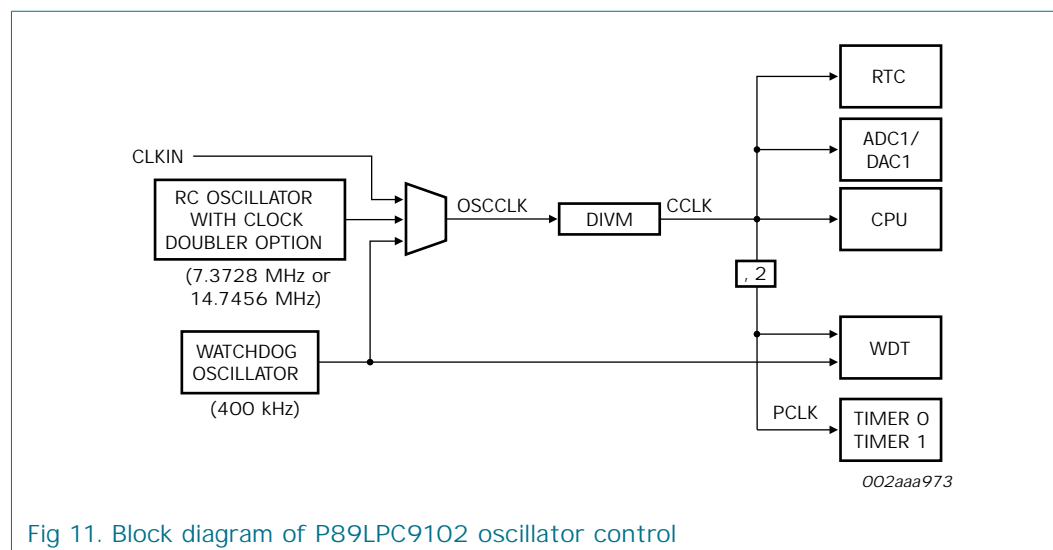 RTC
ADC1/
DAC1
CLKIN
RC OSCILLATOR
WITH CLOCK
DOUBLER OPTION
OSCCLK
DIVM
CCLK
CPU
(7.3728 MHz or
14.7456 MHz)
, 2
WATCHDOG
OSCILLATOR
WDT
(400 kHz)
PCLK
TIMER 0
TIMER 1
002aaa973
Fig 11. Block diagram of P89LPC9102 oscillator control